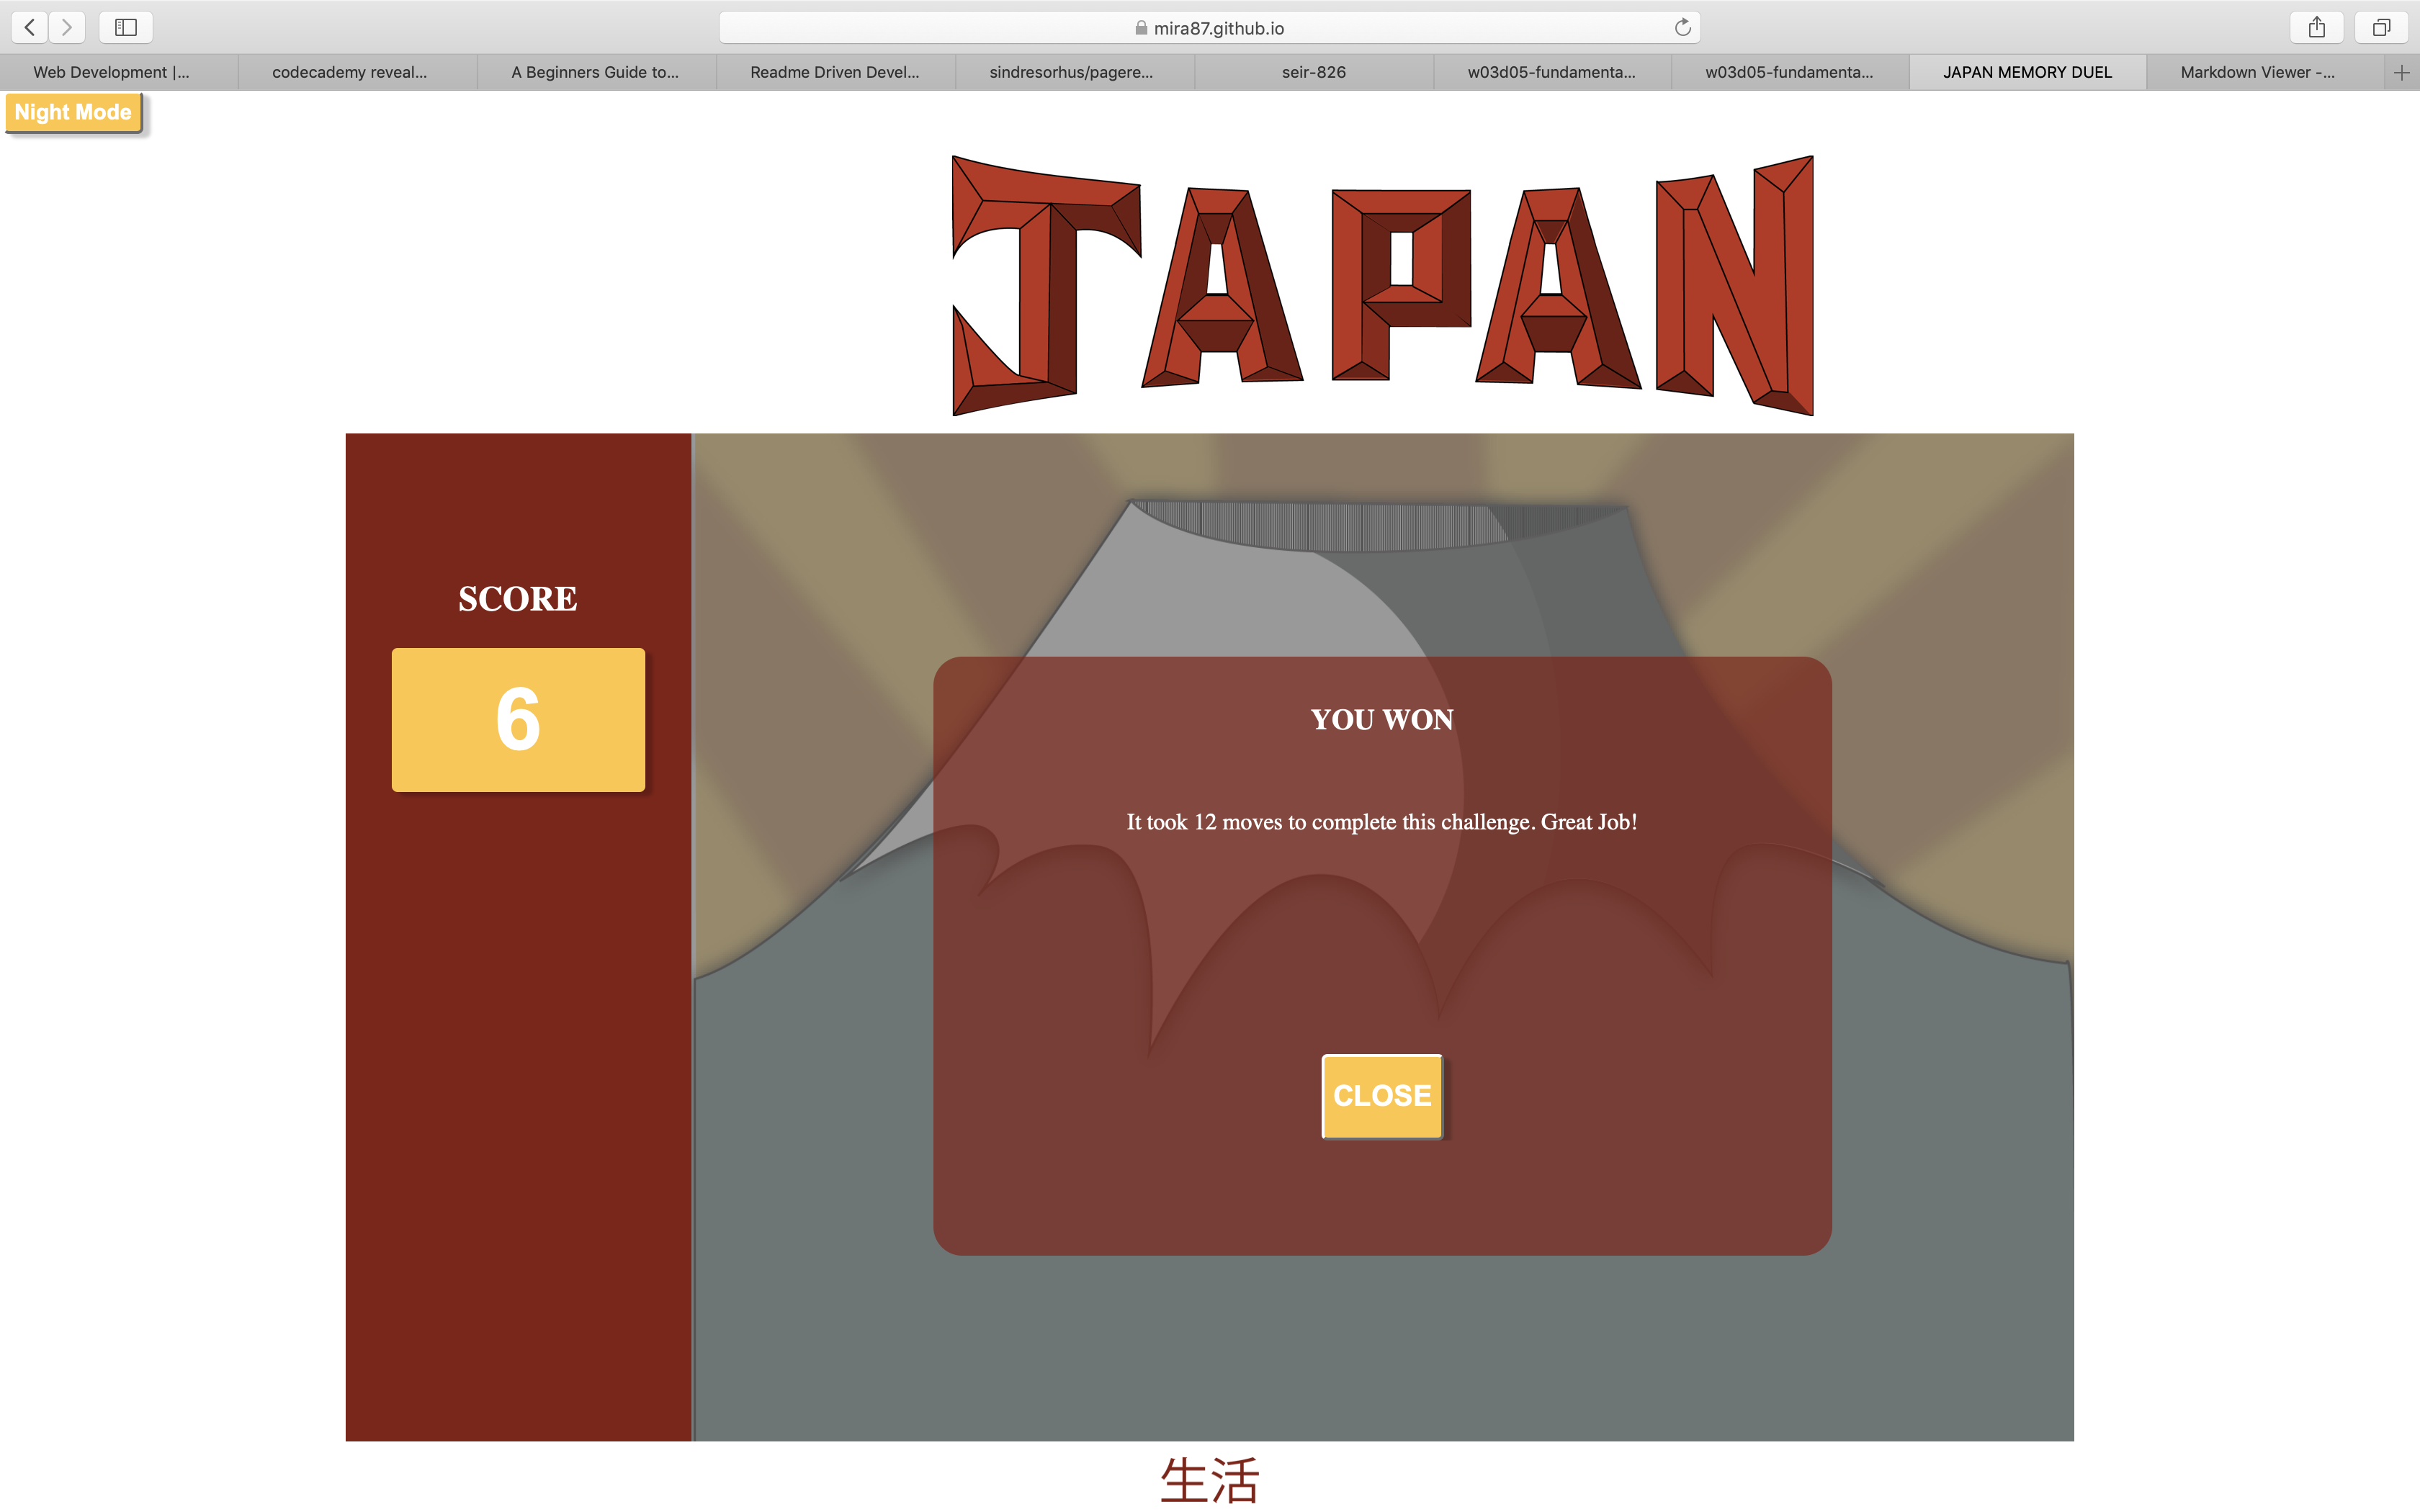 mira87.github.io
Web Development |...
codecademy reveal...
A Beginners Guide to...
Readme Driven Devel...
sindresorhus/pagere...
seir-826
w03d05-fundamenta...
w03d05-fundamenta...
JAPAN MEMORY DUEL
Markdown Viewer -...
Night Mode
JAPAN
SCORE
6
YOU WON
It took 12 moves to complete this challenge. Great Job!
CLOSE
生活